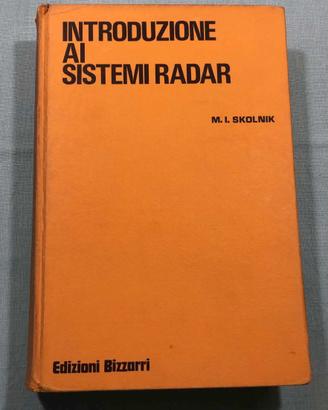 INTRODUZIONE
AI
SISTEMI RADAR
M. I. SKOLNIK
Edizioni Bizzarri